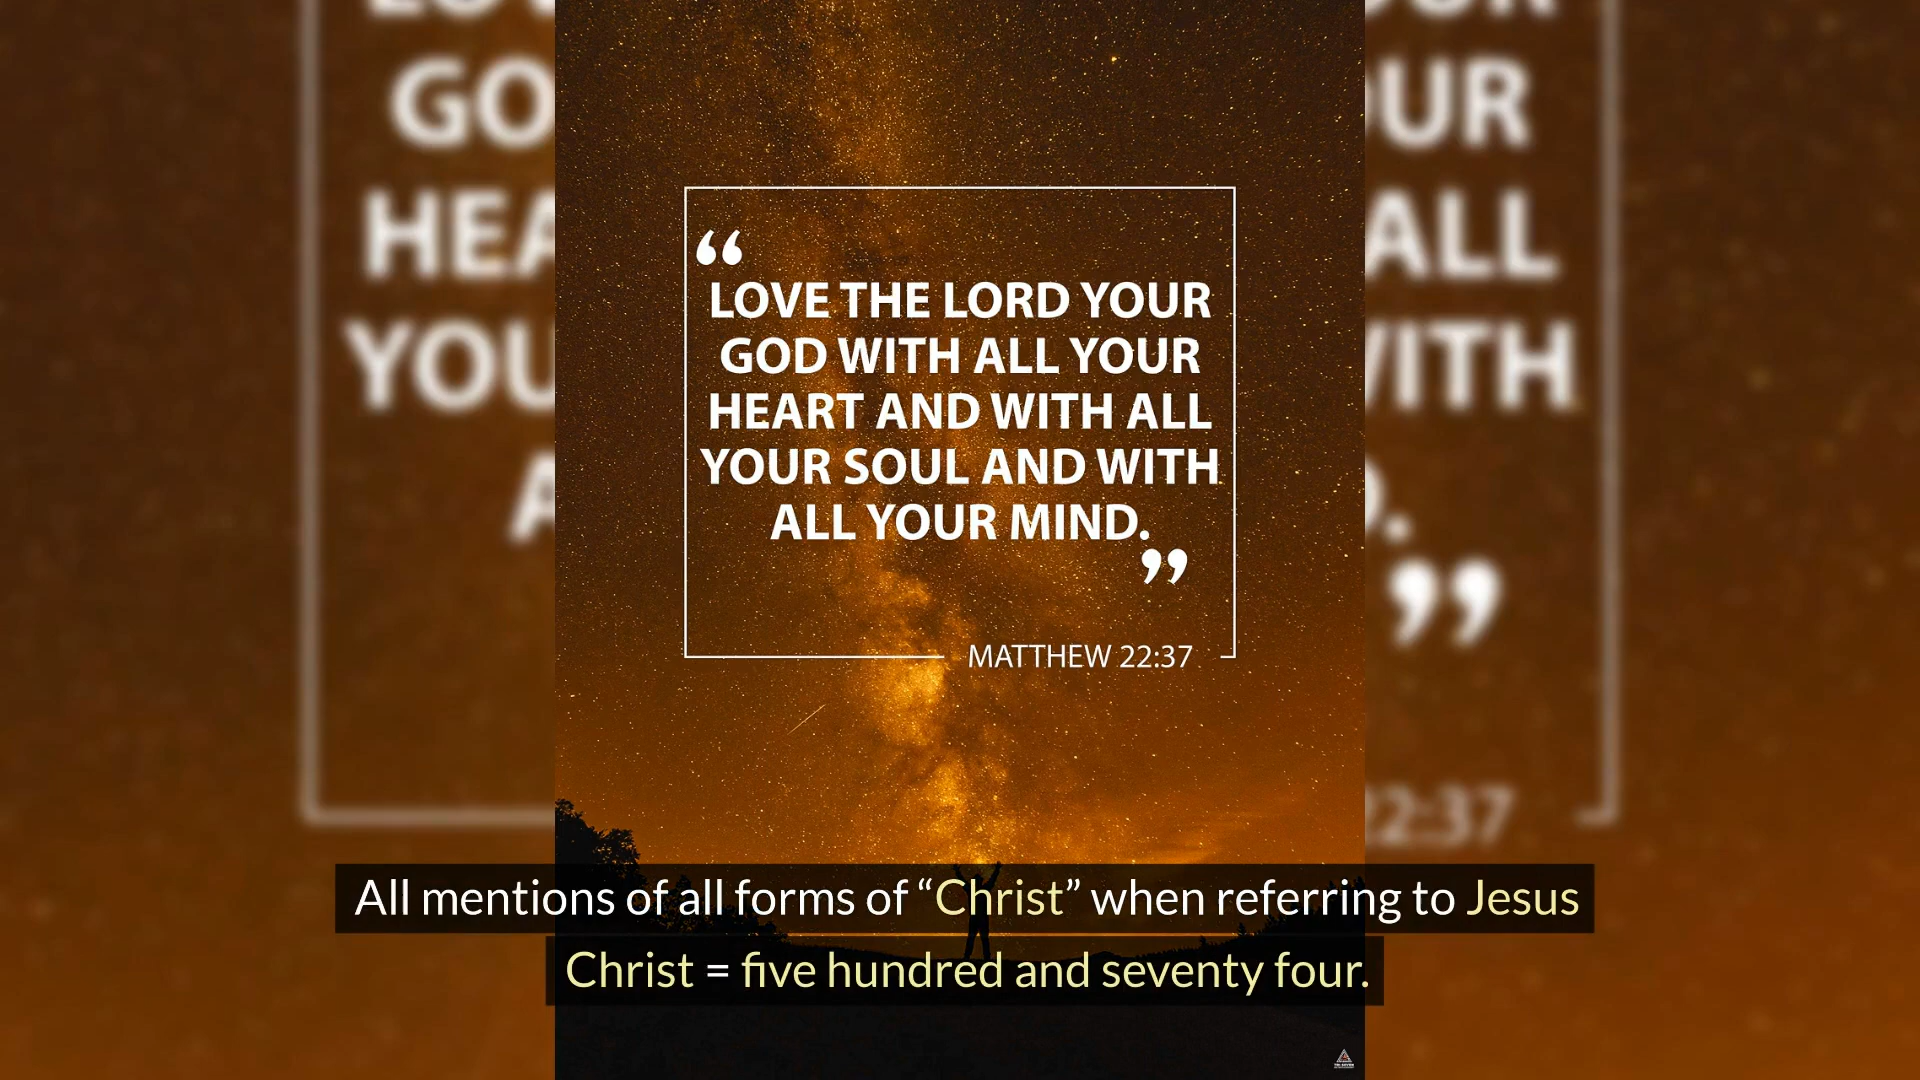 “
LOVE THE LORD YOUR
GOD WITH ALL YOUR
HEART AND WITH ALL
YOUR SOUL AND WITH
ALL YOUR MIND.
”
MATTHEW 22:37
All mentions of all forms of “Christ” when referring to Jesus
Christ = five hundred and seventy four.